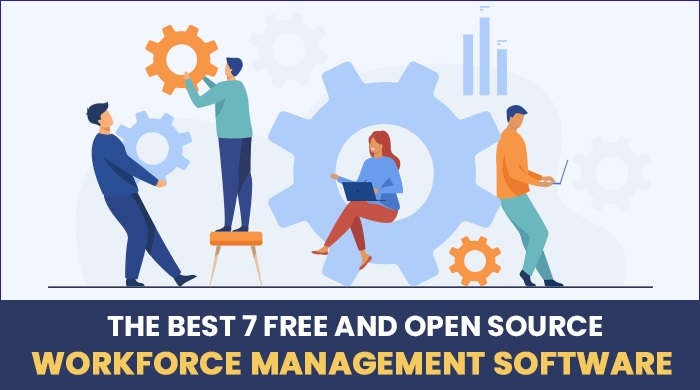 THE BEST 7 FREE AND OPEN SOURCE
WORKFORCE MANAGEMENT SOFTWARE